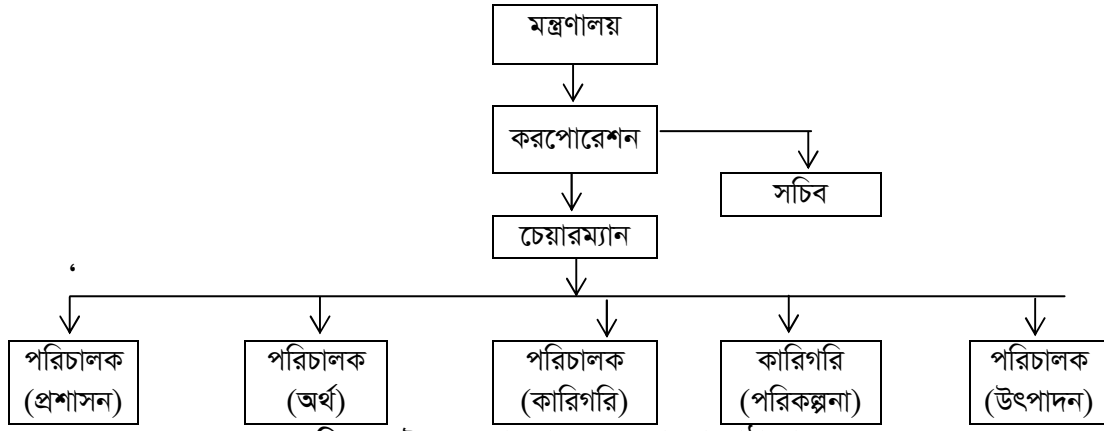 মন্ত্রণালয়
করপোরেশন
সচিব
চেয়ারম্যান
‘
পরিচালক
(প্রশাসন)
পরিচালক
(অর্থ)
পরিচালক
(কারিগরি)
কারিগরি
(পরিকল্পনা)
পরিচালক
(উৎপাদন)